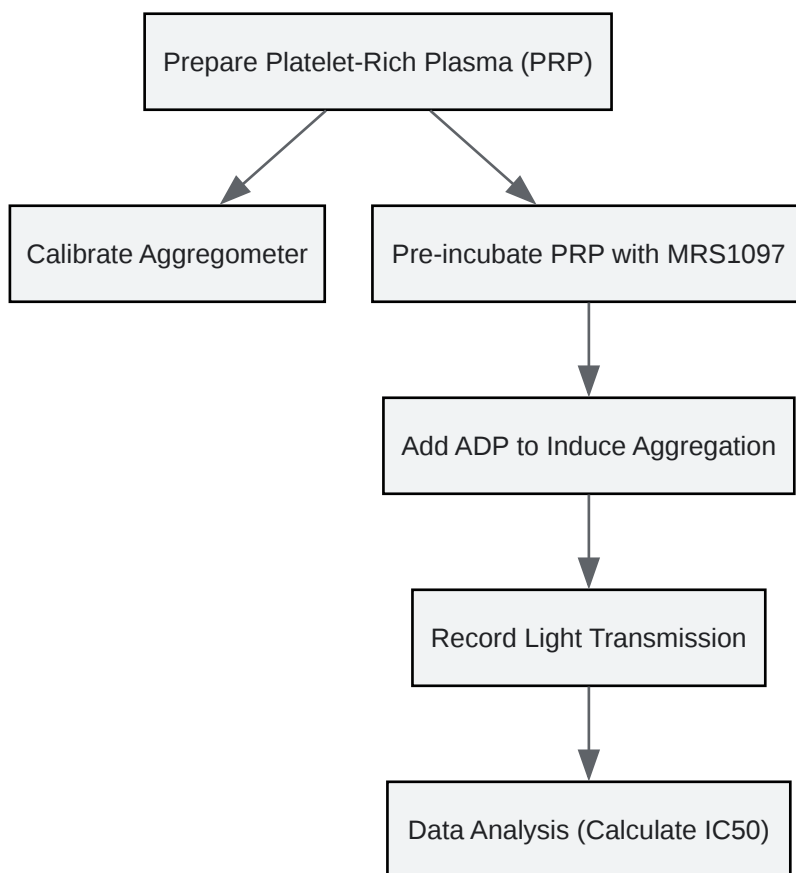 Prepare Platelet-Rich Plasma (PRP)
Calibrate Aggregometer
Pre-incubate PRP with MRS1097
Add ADP to Induce Aggregation
Record Light Transmission
Data Analysis (Calculate IC50)